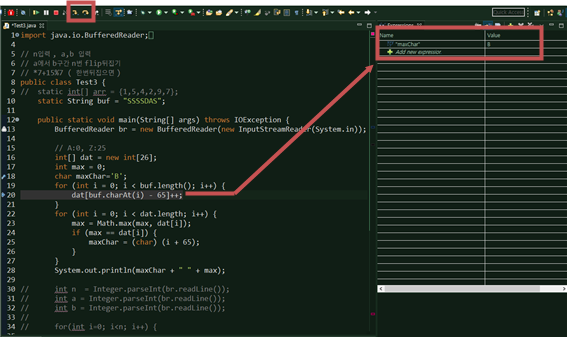 Quick Access
*Test3.java
Expressions
1 import java.io.BufferedReader;
4
5 // n입력 , a,b 입력
6 // a에서 b구간 n번 flip뒤집기
7 // *7+15%7 ( 한번뒤집으면 )
8 public class Test3 {
9 // static int[] arr = {1,5,4,2,9,7};
10 static String buf = "SSSSDAS";
11
12 public static void main(String[] args) throws IOException {
13 BufferedReader br = new BufferedReader(new InputStreamReader(System.in));
14
15 // A:0, Z:25
16 int[] dat = new int[26];
17 int max = 0;
18 char maxChar='B';
19 for (int i = 0; i < buf.length(); i++) {
20 dat[buf.charAt(i) - 65]++;
21 }
22 for (int i = 0; i < dat.length; i++) {
23 max = Math.max(max, dat[i]);
24 if (max == dat[i]) {
25 maxChar = (char) (i + 65);
26 }
27 }
28 System.out.println(maxChar + " " + max);
29
30 // int n = Integer.parseInt(br.readLine());
31 // int a = Integer.parseInt(br.readLine());
32 // int b = Integer.parseInt(br.readLine());
33 //
34 // for(int i=0; i<n; i++) {
Name Value
"maxChar" B
Add new expression